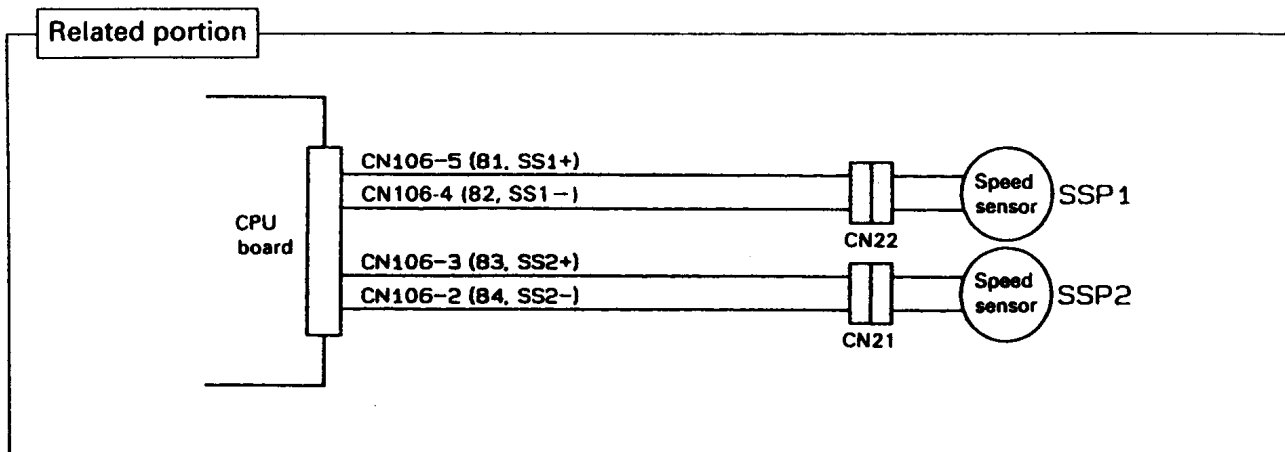 Related portion
CPU
board
CN106-5 (81, SS1+)
CN106-4 (82, SS1-)
CN22
Speed
sensor
SSP1
CN106-3 (83, SS2+)
CN106-2 (84, SS2-)
CN21
Speed
sensor
SSP2